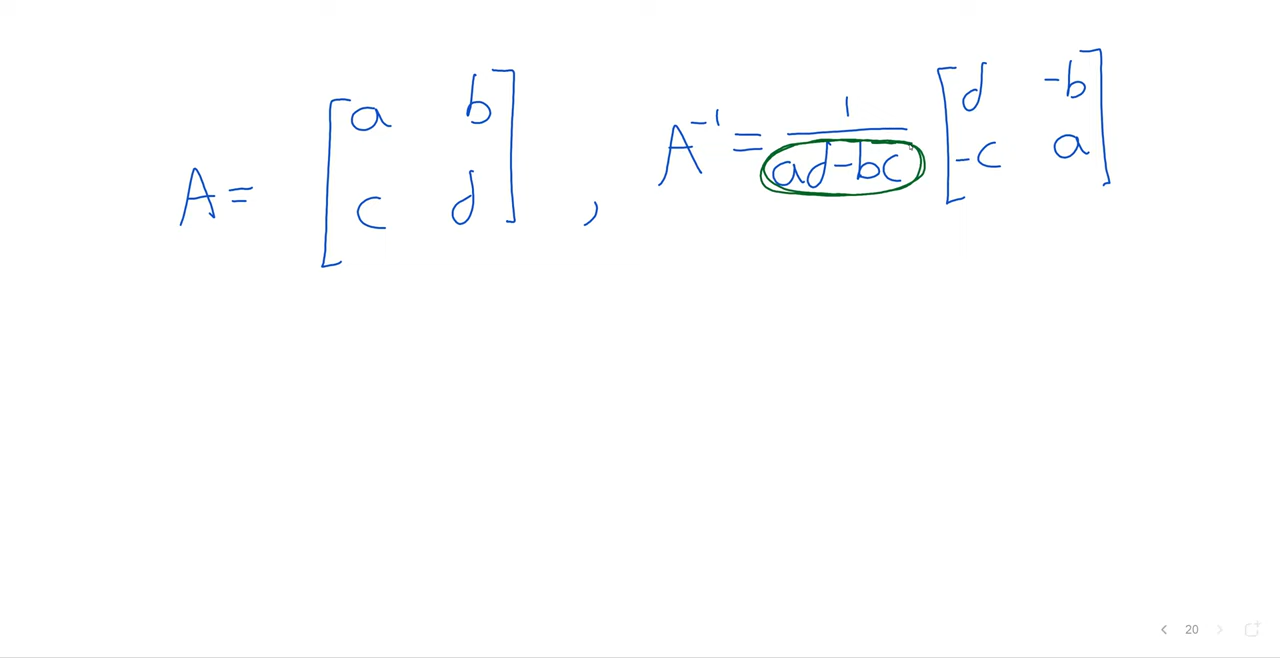 A = [a b; c d], A⁻¹ = 1/(ad-bc) [d -b; -c a]
< 20 >